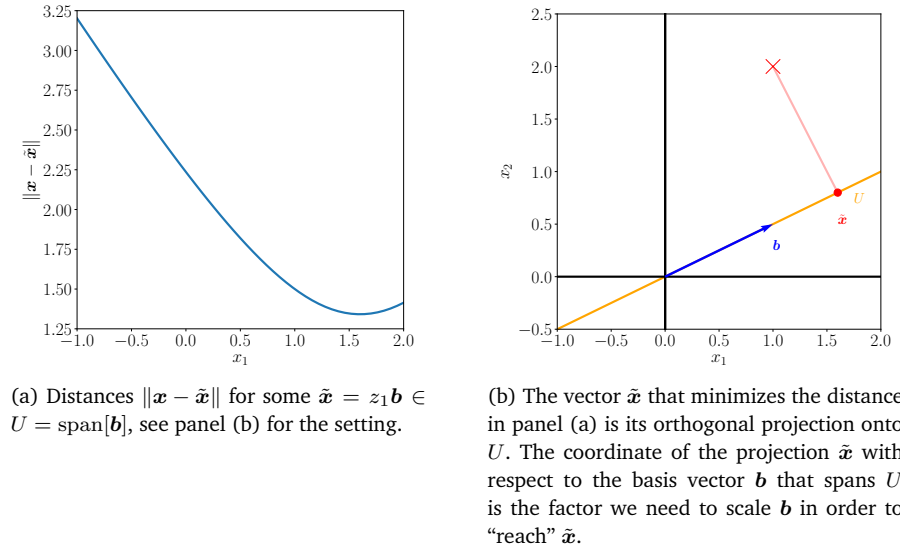 3.25
3.00
2.75
2.50
2.25
2.00
1.75
1.50
1.25
‖x − x̃‖
−1.0 −0.5 0.0 0.5 1.0 1.5 2.0
x₁
2.5
2.0
1.5
1.0
0.5
0.0
−0.5
x₂
U
x̃
b
−1.0 −0.5 0.0 0.5 1.0 1.5 2.0
x₁
(a) Distances ‖x − x̃‖ for some x̃ = z₁b ∈
U = span[b], see panel (b) for the setting.
(b) The vector x̃ that minimizes the distance
in panel (a) is its orthogonal projection onto
U. The coordinate of the projection x̃ with
respect to the basis vector b that spans U
is the factor we need to scale b in order to
“reach” x̃.